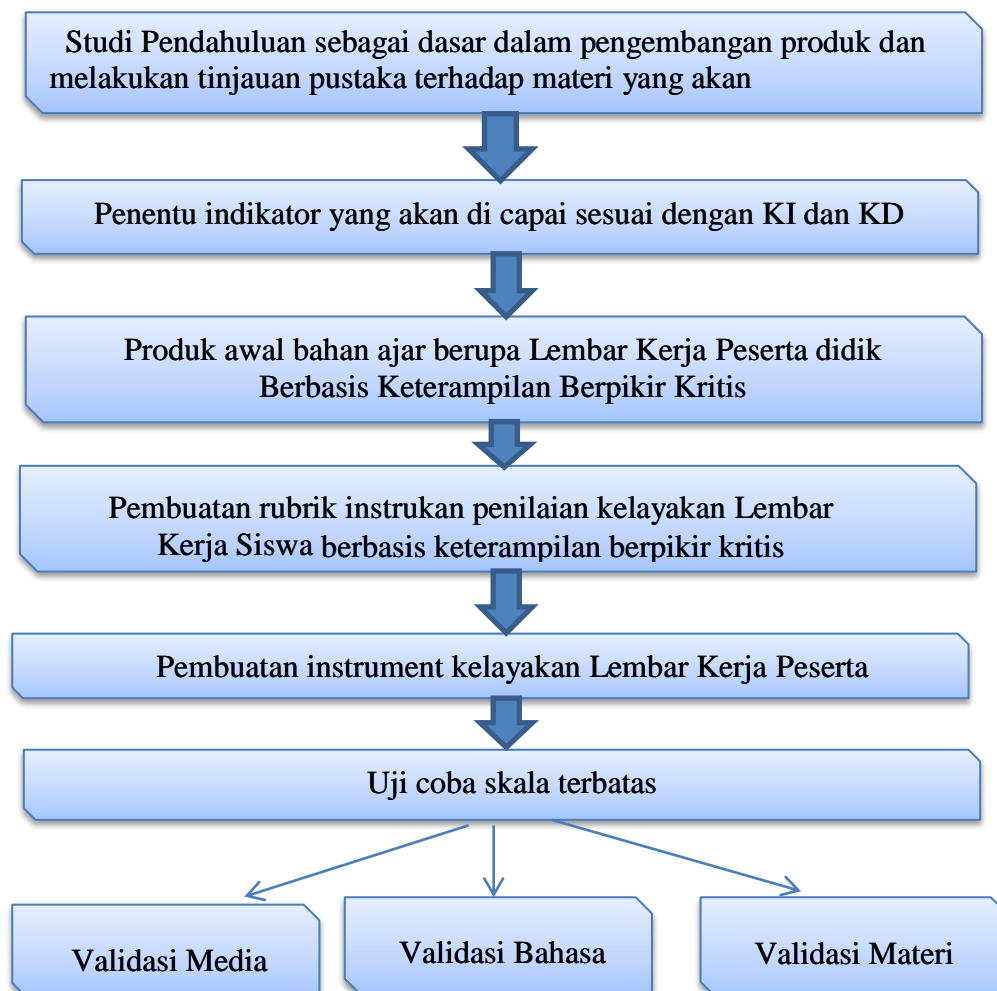 Studi Pendahuluan sebagai dasar dalam pengembangan produk dan
melakukan tinjauan pustaka terhadap materi yang akan
Penentu indikator yang akan di capai sesuai dengan KI dan KD
Produk awal bahan ajar berupa Lembar Kerja Peserta didik
Berbasis Keterampilan Berpikir Kritis
Pembuatan rubrik instrukan penilaian kelayakan Lembar
Kerja Siswa berbasis keterampilan berpikir kritis
Pembuatan instrument kelayakan Lembar Kerja Peserta
Uji coba skala terbatas
Validasi Media
Validasi Bahasa
Validasi Materi